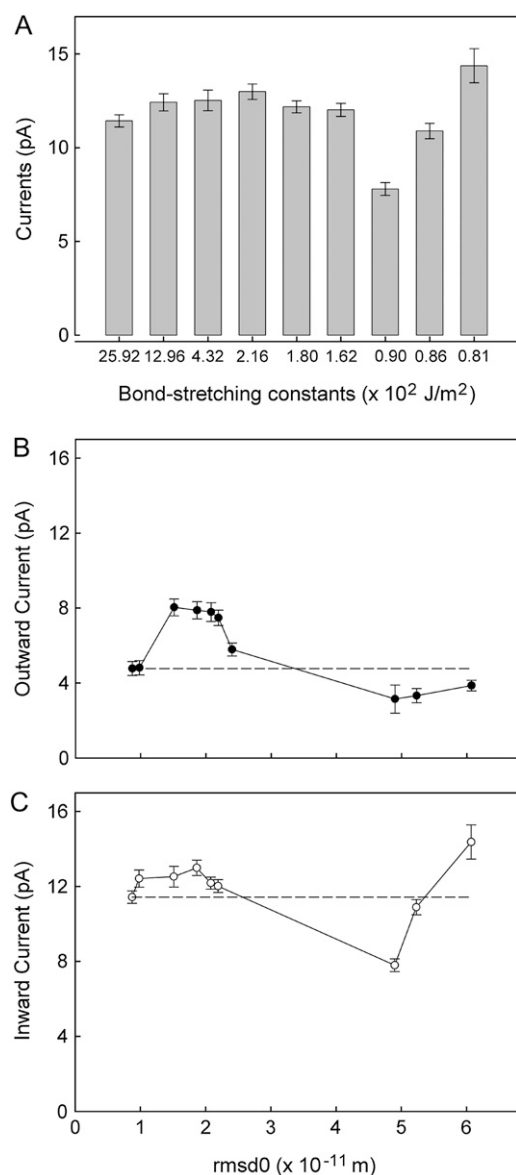 A
15
10
5
0
Currents (pA)
25.92 12.96 4.32 2.16 1.80 1.62 0.90 0.86 0.81
Bond-stretching constants (x 10² J/m²)
B
16
12
8
4
0
Outward Current (pA)
C
16
12
8
4
0
Inward Current (pA)
0 1 2 3 4 5 6
rmsd0 (x 10⁻¹¹ m)